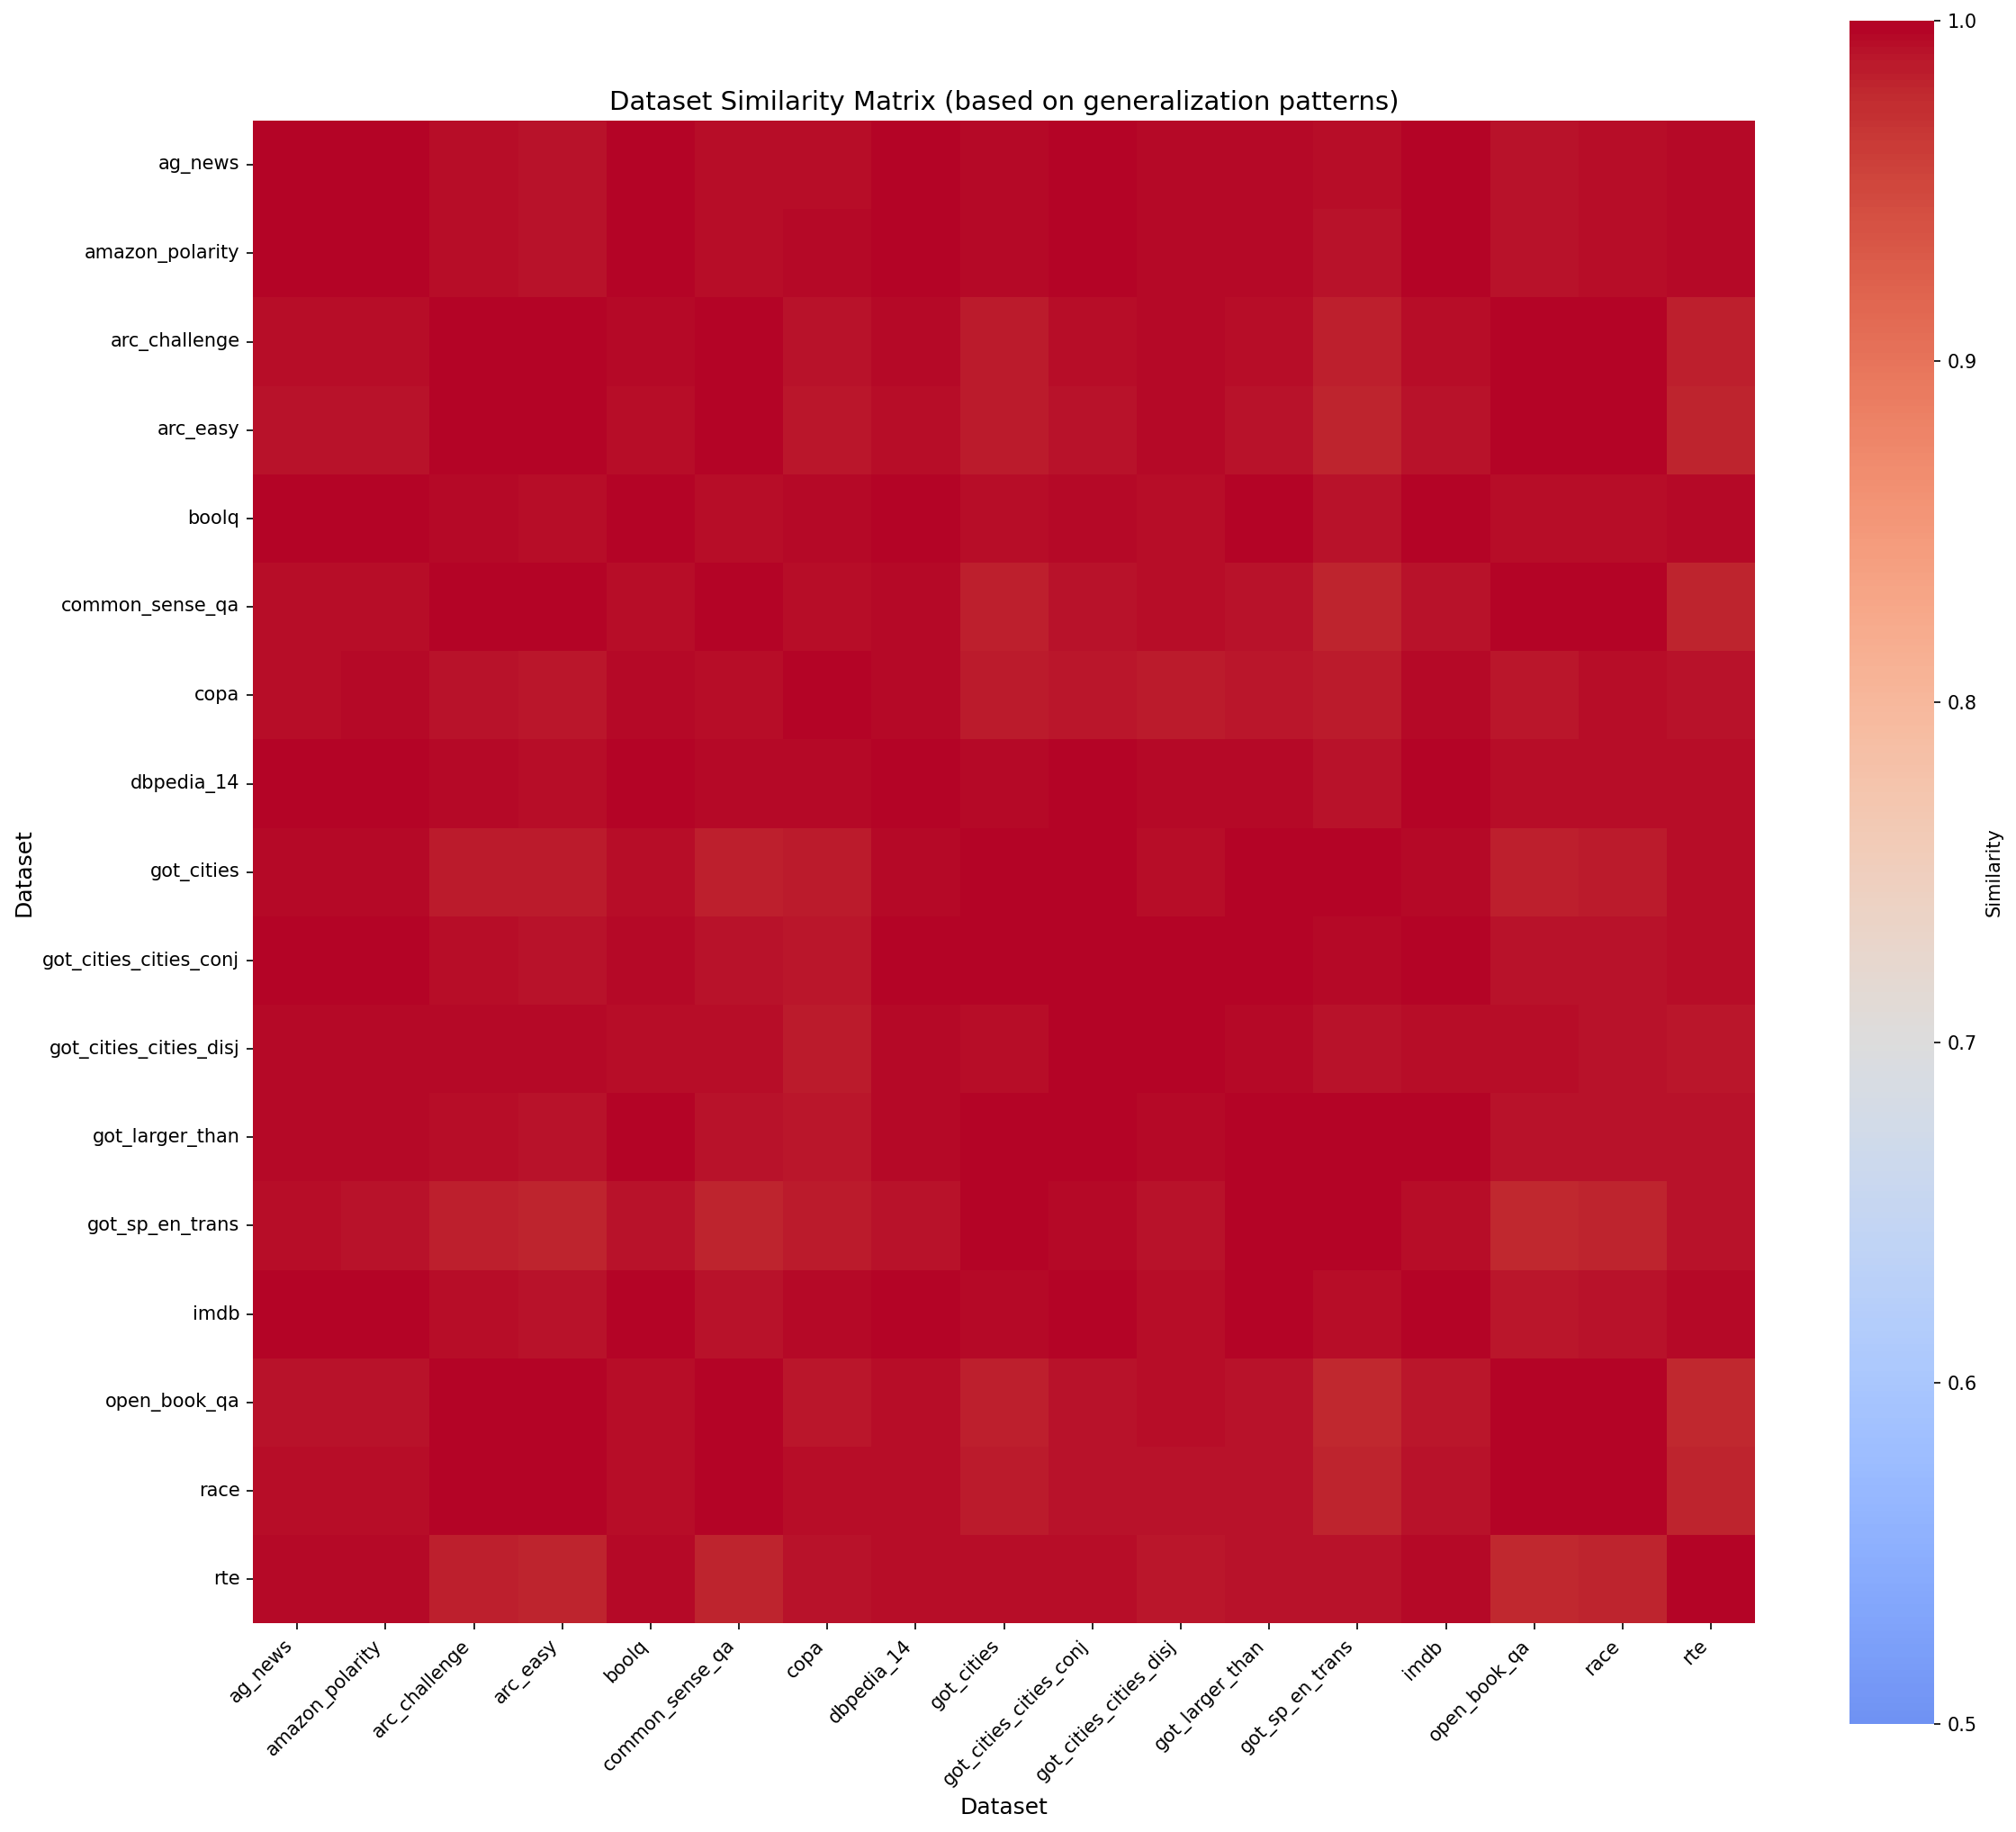 Dataset Similarity Matrix (based on generalization patterns)
ag_news
amazon_polarity
arc_challenge
arc_easy
boolq
common_sense_qa
copa
dbpedia_14
got_cities
got_cities_cities_conj
got_cities_cities_disj
got_larger_than
got_sp_en_trans
imdb
open_book_qa
race
rte
Dataset
ag_news
amazon_polarity
arc_challenge
arc_easy
boolq
common_sense_qa
copa
dbpedia_14
got_cities
got_cities_cities_conj
got_cities_cities_disj
got_larger_than
got_sp_en_trans
imdb
open_book_qa
race
rte
Dataset
1.0
0.9
0.8
0.7
0.6
0.5
Similarity